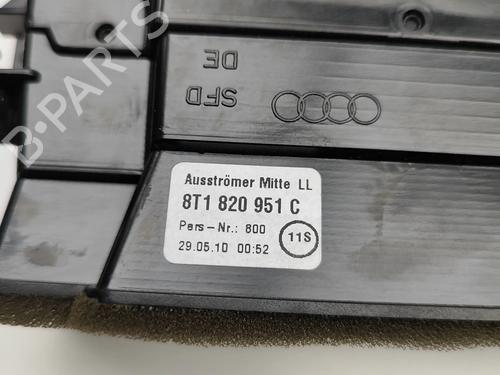 DE
SFD
Ausströmer Mitte LL
8T1 820 951 C
Pers-Nr.: 800
29.05.10 00:52
11S
B-PARTS